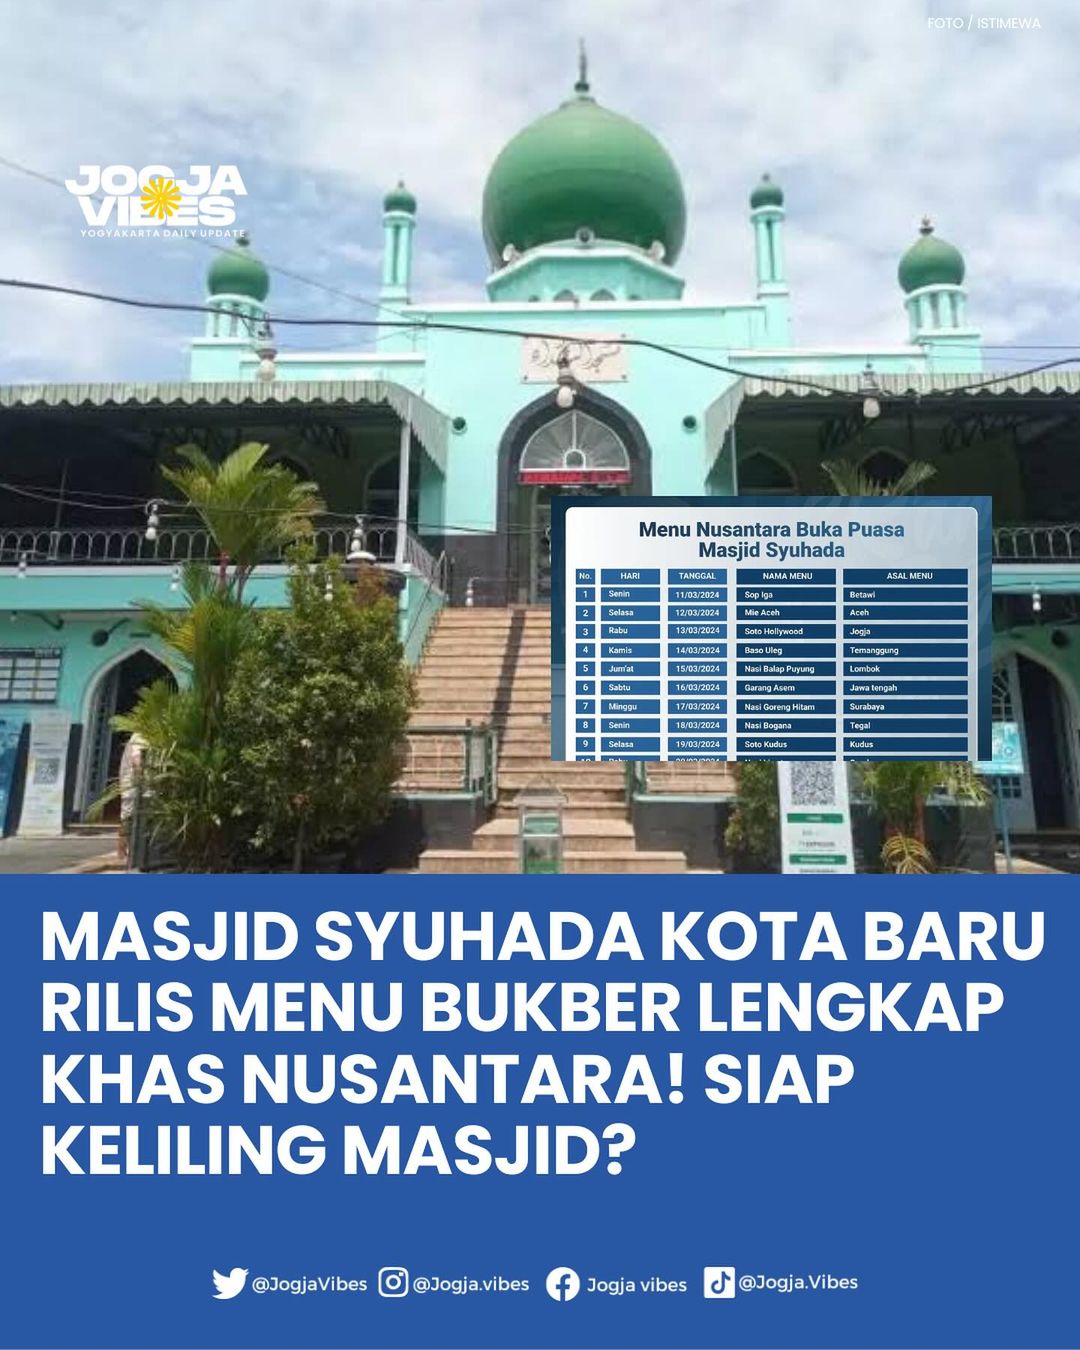 FOTO / ISTIMEWA
JOGJA
VIBES
YOGYAKARTA DAILY UPDATE
Menu Nusantara Buka Puasa
Masjid Syuhada
No. HARI TANGGAL NAMA MENU ASAL MENU
1 Senin 11/03/2024 Sop Iga Betawi
2 Selasa 12/03/2024 Mie Aceh Aceh
3 Rabu 13/03/2024 Soto Hollywood Jogja
4 Kamis 14/03/2024 Baso Uleg Temanggung
5 Jum'at 15/03/2024 Nasi Balap Puyung Lombok
6 Sabtu 16/03/2024 Garang Asem Jawa tengah
7 Minggu 17/03/2024 Nasi Goreng Hitam Surabaya
8 Senin 18/03/2024 Nasi Bogana Tegal
9 Selasa 19/03/2024 Soto Kudus Kudus
MASJID SYUHADA KOTA BARU
RILIS MENU BUKBER LENGKAP
KHAS NUSANTARA! SIAP
KELILING MASJID?
@JogjaVibes @Jogja.vibes Jogja vibes @Jogja.Vibes